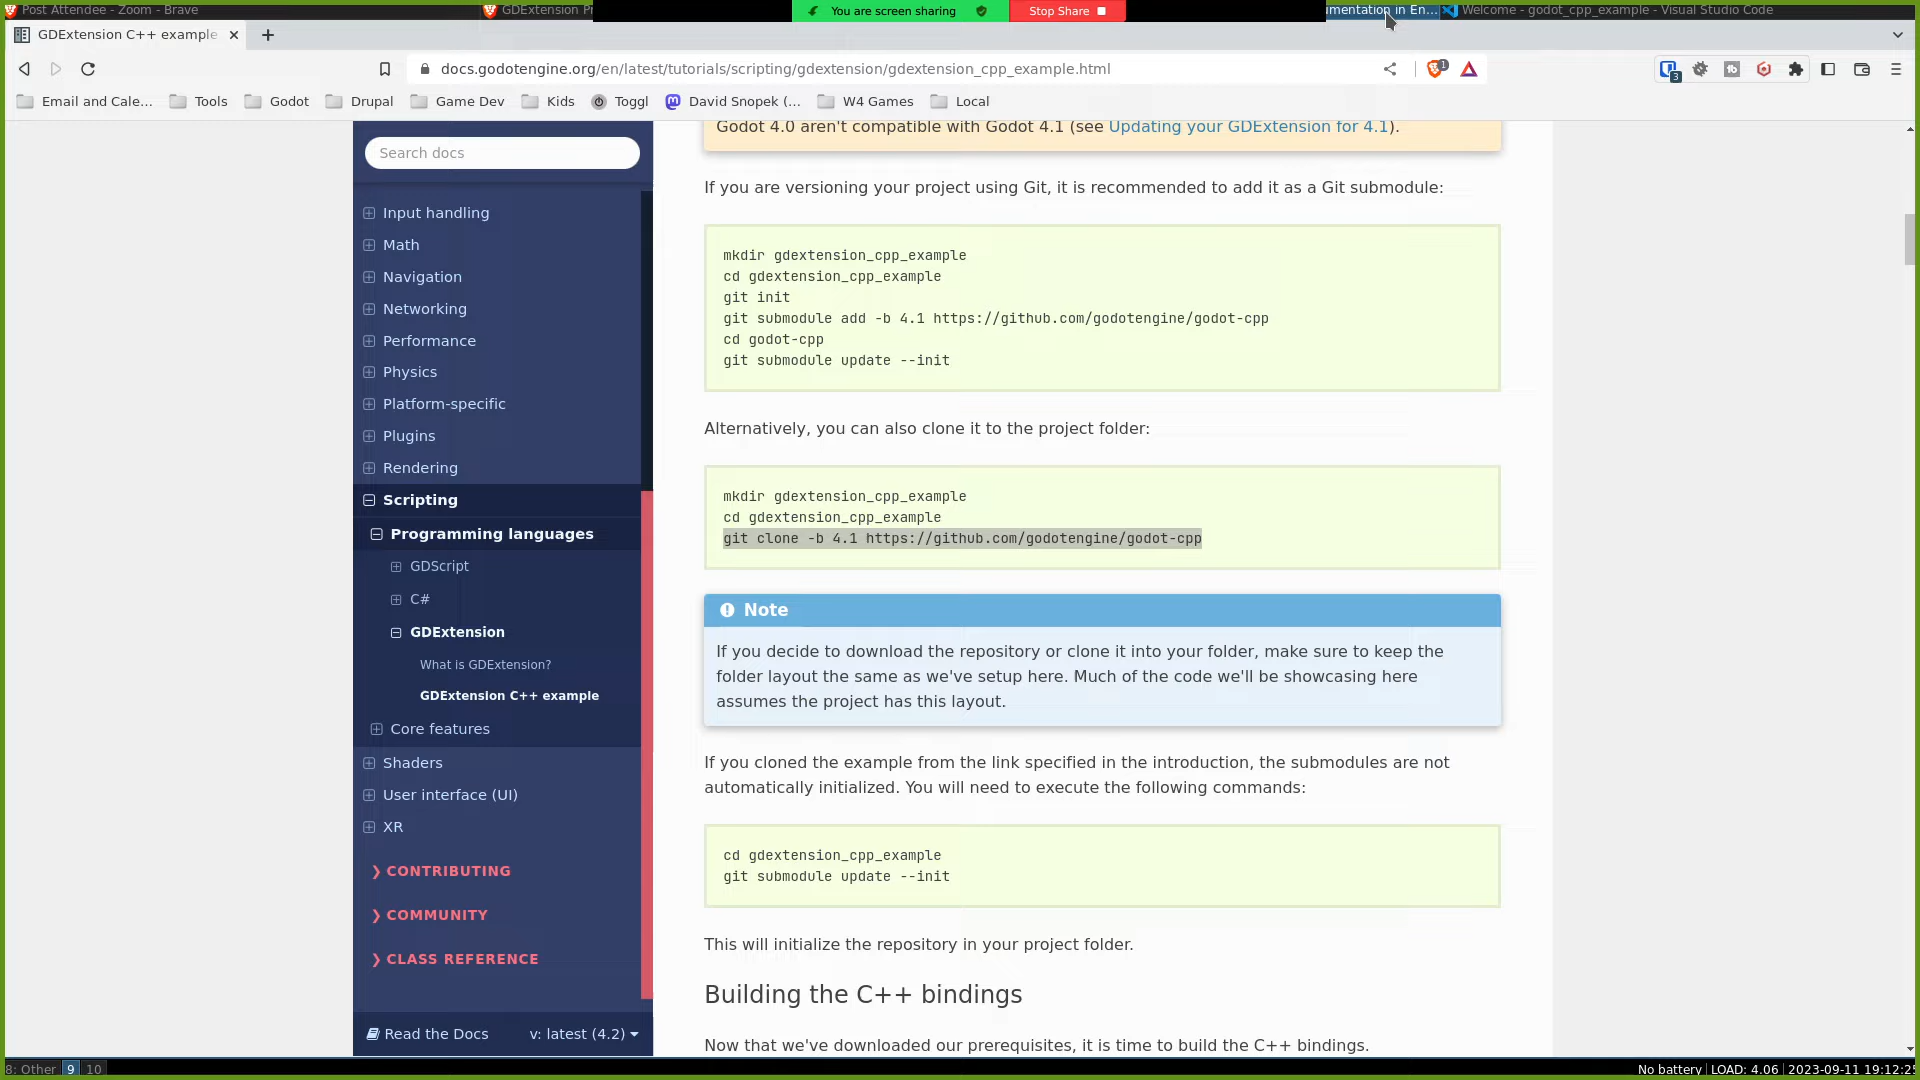 Post Attendee - Zoom - Brave
GDExtension Pr
You are screen sharing
Stop Share
umentation in En...
Welcome - godot_cpp_example - Visual Studio Code
GDExtension C++ example
docs.godotengine.org/en/latest/tutorials/scripting/gdextension/gdextension_cpp_example.html
1
3
Email and Cale...
Tools
Godot
Drupal
Game Dev
Kids
Toggl
David Snopek (...
W4 Games
Local
Search docs
Input handling
Math
Navigation
Networking
Performance
Physics
Platform-specific
Plugins
Rendering
Scripting
Programming languages
GDScript
C#
GDExtension
What is GDExtension?
GDExtension C++ example
Core features
Shaders
User interface (UI)
XR
CONTRIBUTING
COMMUNITY
CLASS REFERENCE
Read the Docs
v: latest (4.2)
Godot 4.0 aren't compatible with Godot 4.1 (see Updating your GDExtension for 4.1).
If you are versioning your project using Git, it is recommended to add it as a Git submodule:
mkdir gdextension_cpp_example
cd gdextension_cpp_example
git init
git submodule add -b 4.1 https://github.com/godotengine/godot-cpp
cd godot-cpp
git submodule update --init
Alternatively, you can also clone it to the project folder:
mkdir gdextension_cpp_example
cd gdextension_cpp_example
git clone -b 4.1 https://github.com/godotengine/godot-cpp
Note
If you decide to download the repository or clone it into your folder, make sure to keep the
folder layout the same as we've setup here. Much of the code we'll be showcasing here
assumes the project has this layout.
If you cloned the example from the link specified in the introduction, the submodules are not
automatically initialized. You will need to execute the following commands:
cd gdextension_cpp_example
git submodule update --init
This will initialize the repository in your project folder.
Building the C++ bindings
Now that we've downloaded our prerequisites, it is time to build the C++ bindings.
8: Other
9
10
No battery | LOAD: 4.06 | 2023-09-11 19:12:25